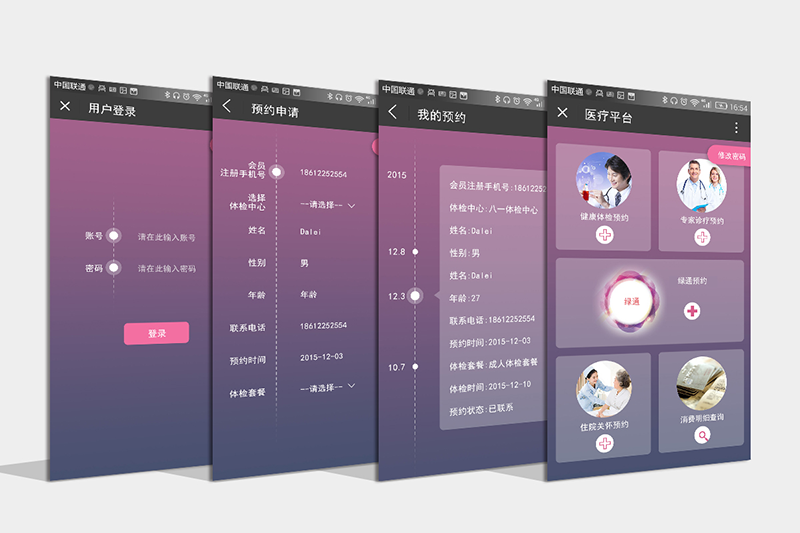 中国联通
用户登录
账号
请在此输入账号
密码
请在此输入密码
登录
中国联通
预约申请
会员
注册手机号
18612252554
选择
体检中心
--请选择--
姓名
Dalei
性别
男
年龄
年龄
联系电话
18612252554
预约时间
2015-12-03
体检套餐
--请选择--
中国联通
我的预约
2015
12.8
12.3
10.7
会员注册手机号:186122525
体检中心:八一体检中心
姓名:Dalei
性别:男
姓名:Dalei
年龄:27
联系电话:18612252554
预约时间:2015-12-03
体检套餐:成人体检套餐
体检时间:2015-12-10
预约状态:已联系
中国联通
16:54
医疗平台
修改密码
健康体检预约
专家诊疗预约
绿通
绿通预约
住院关怀预约
消费明细查询